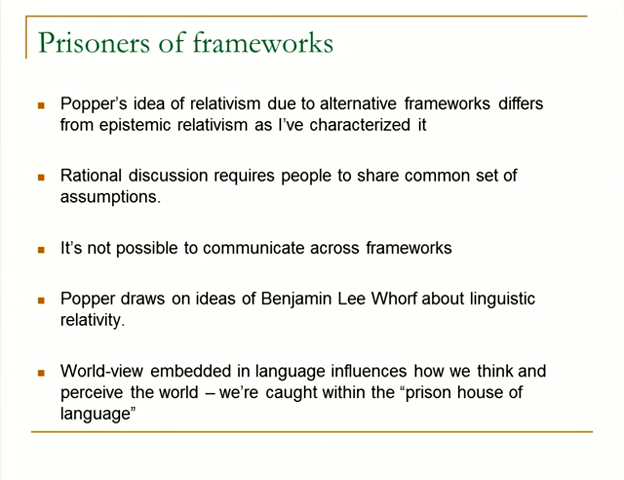 Prisoners of frameworks
Popper's idea of relativism due to alternative frameworks differs
from epistemic relativism as I've characterized it
Rational discussion requires people to share common set of
assumptions.
It's not possible to communicate across frameworks
Popper draws on ideas of Benjamin Lee Whorf about linguistic
relativity.
World-view embedded in language influences how we think and
perceive the world – we're caught within the “prison house of
language”